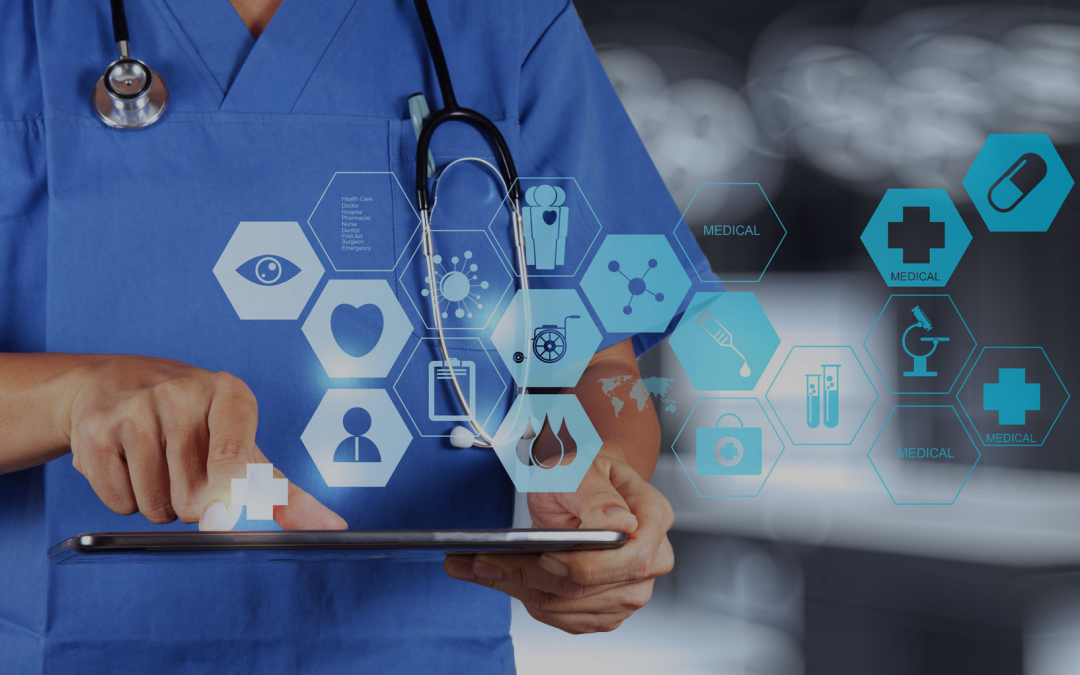 Health Care
Doctor
Hospital
Pharmacist
Nurse
Dentist
First Aid
Surgeon
Emergency
MEDICAL
MEDICAL
MEDICAL
MEDICAL